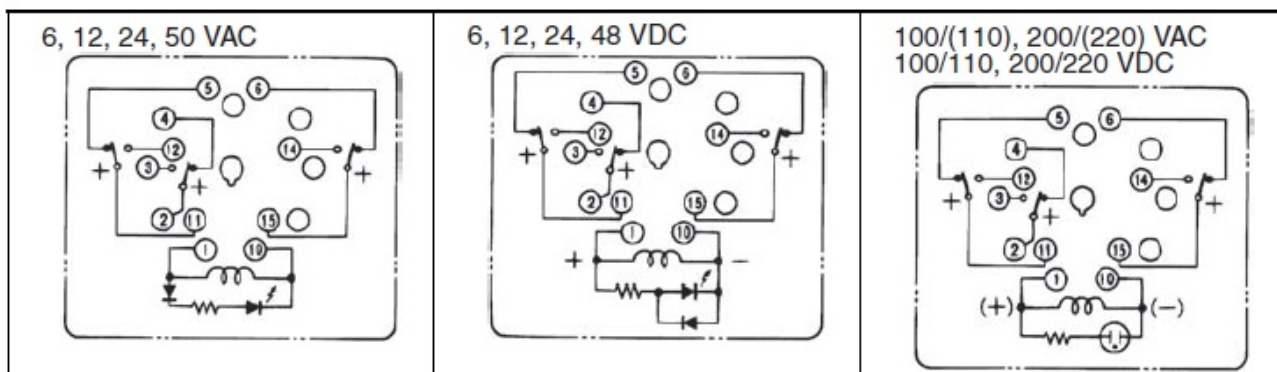 6, 12, 24, 50 VAC
5 6
4
12 14
3
+ + +
2 11 15
1 10
6, 12, 24, 48 VDC
5 6
4
12 14
3
+ + +
2 11 15
1 10
+ −
100/(110), 200/(220) VAC
100/110, 200/220 VDC
5 6
4
12 14
3
+ + +
2 11 15
1 10
(+) (−)